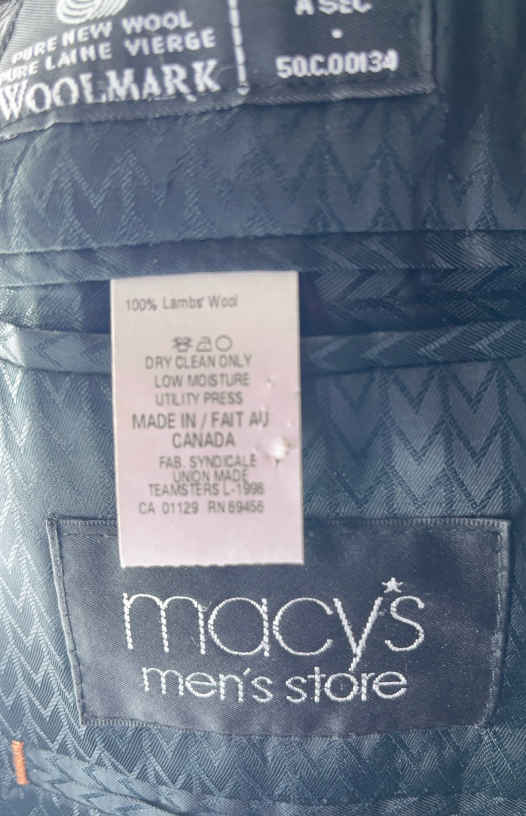 PURE NEW WOOL
PURE LAINE VIERGE
WOOLMARK
A SEC
50.C.00134
100% Lambs' Wool
DRY CLEAN ONLY
LOW MOISTURE
UTILITY PRESS
MADE IN / FAIT AU
CANADA
FAB. SYNDICALE
UNION MADE
TEAMSTERS L-1998
CA 01129 RN 69456
macy's
men's store